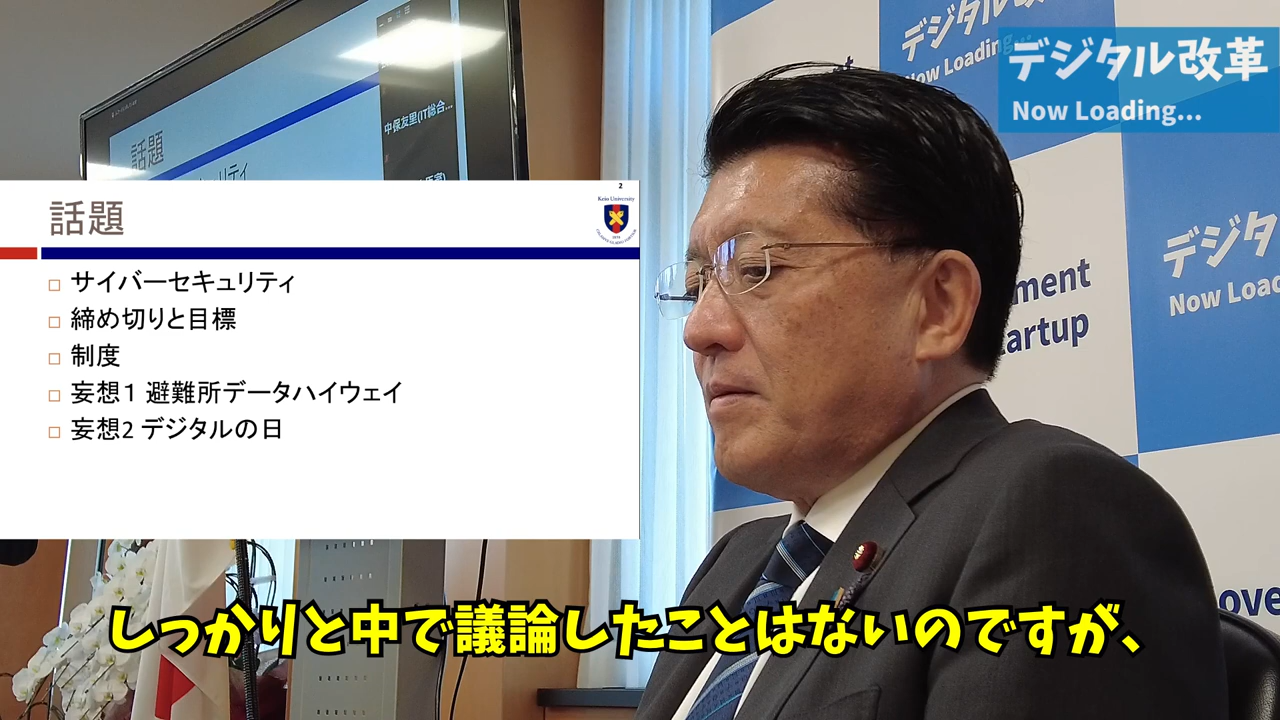 デジタル改
Now Loading
デジタル改革
Now Loading...
中保友里(IT総合...
話題
2
Keio University
話題
サイバーセキュリティ
締め切りと目標
制度
妄想1 避難所データハイウェイ
妄想2 デジタルの日
ment
artup
デジタ
Now Loac
ove
しっかりと中で議論したことはないのですが、